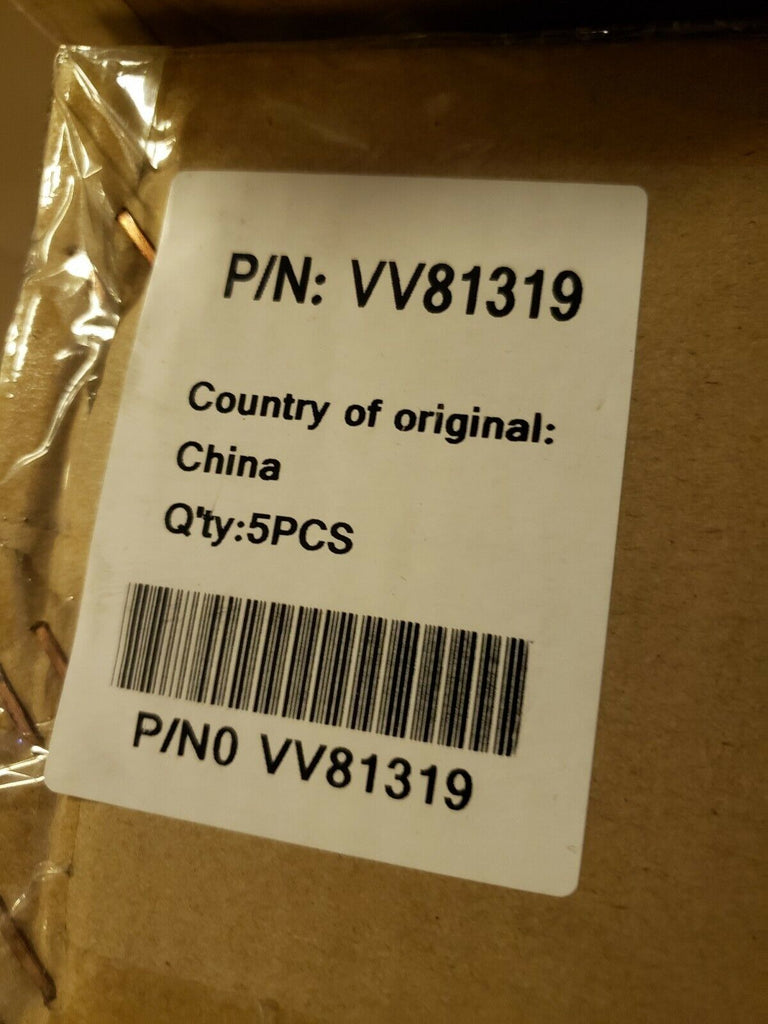 P/N: VV81319
Country of original:
China
Q'ty:5PCS
P/N0 VV81319